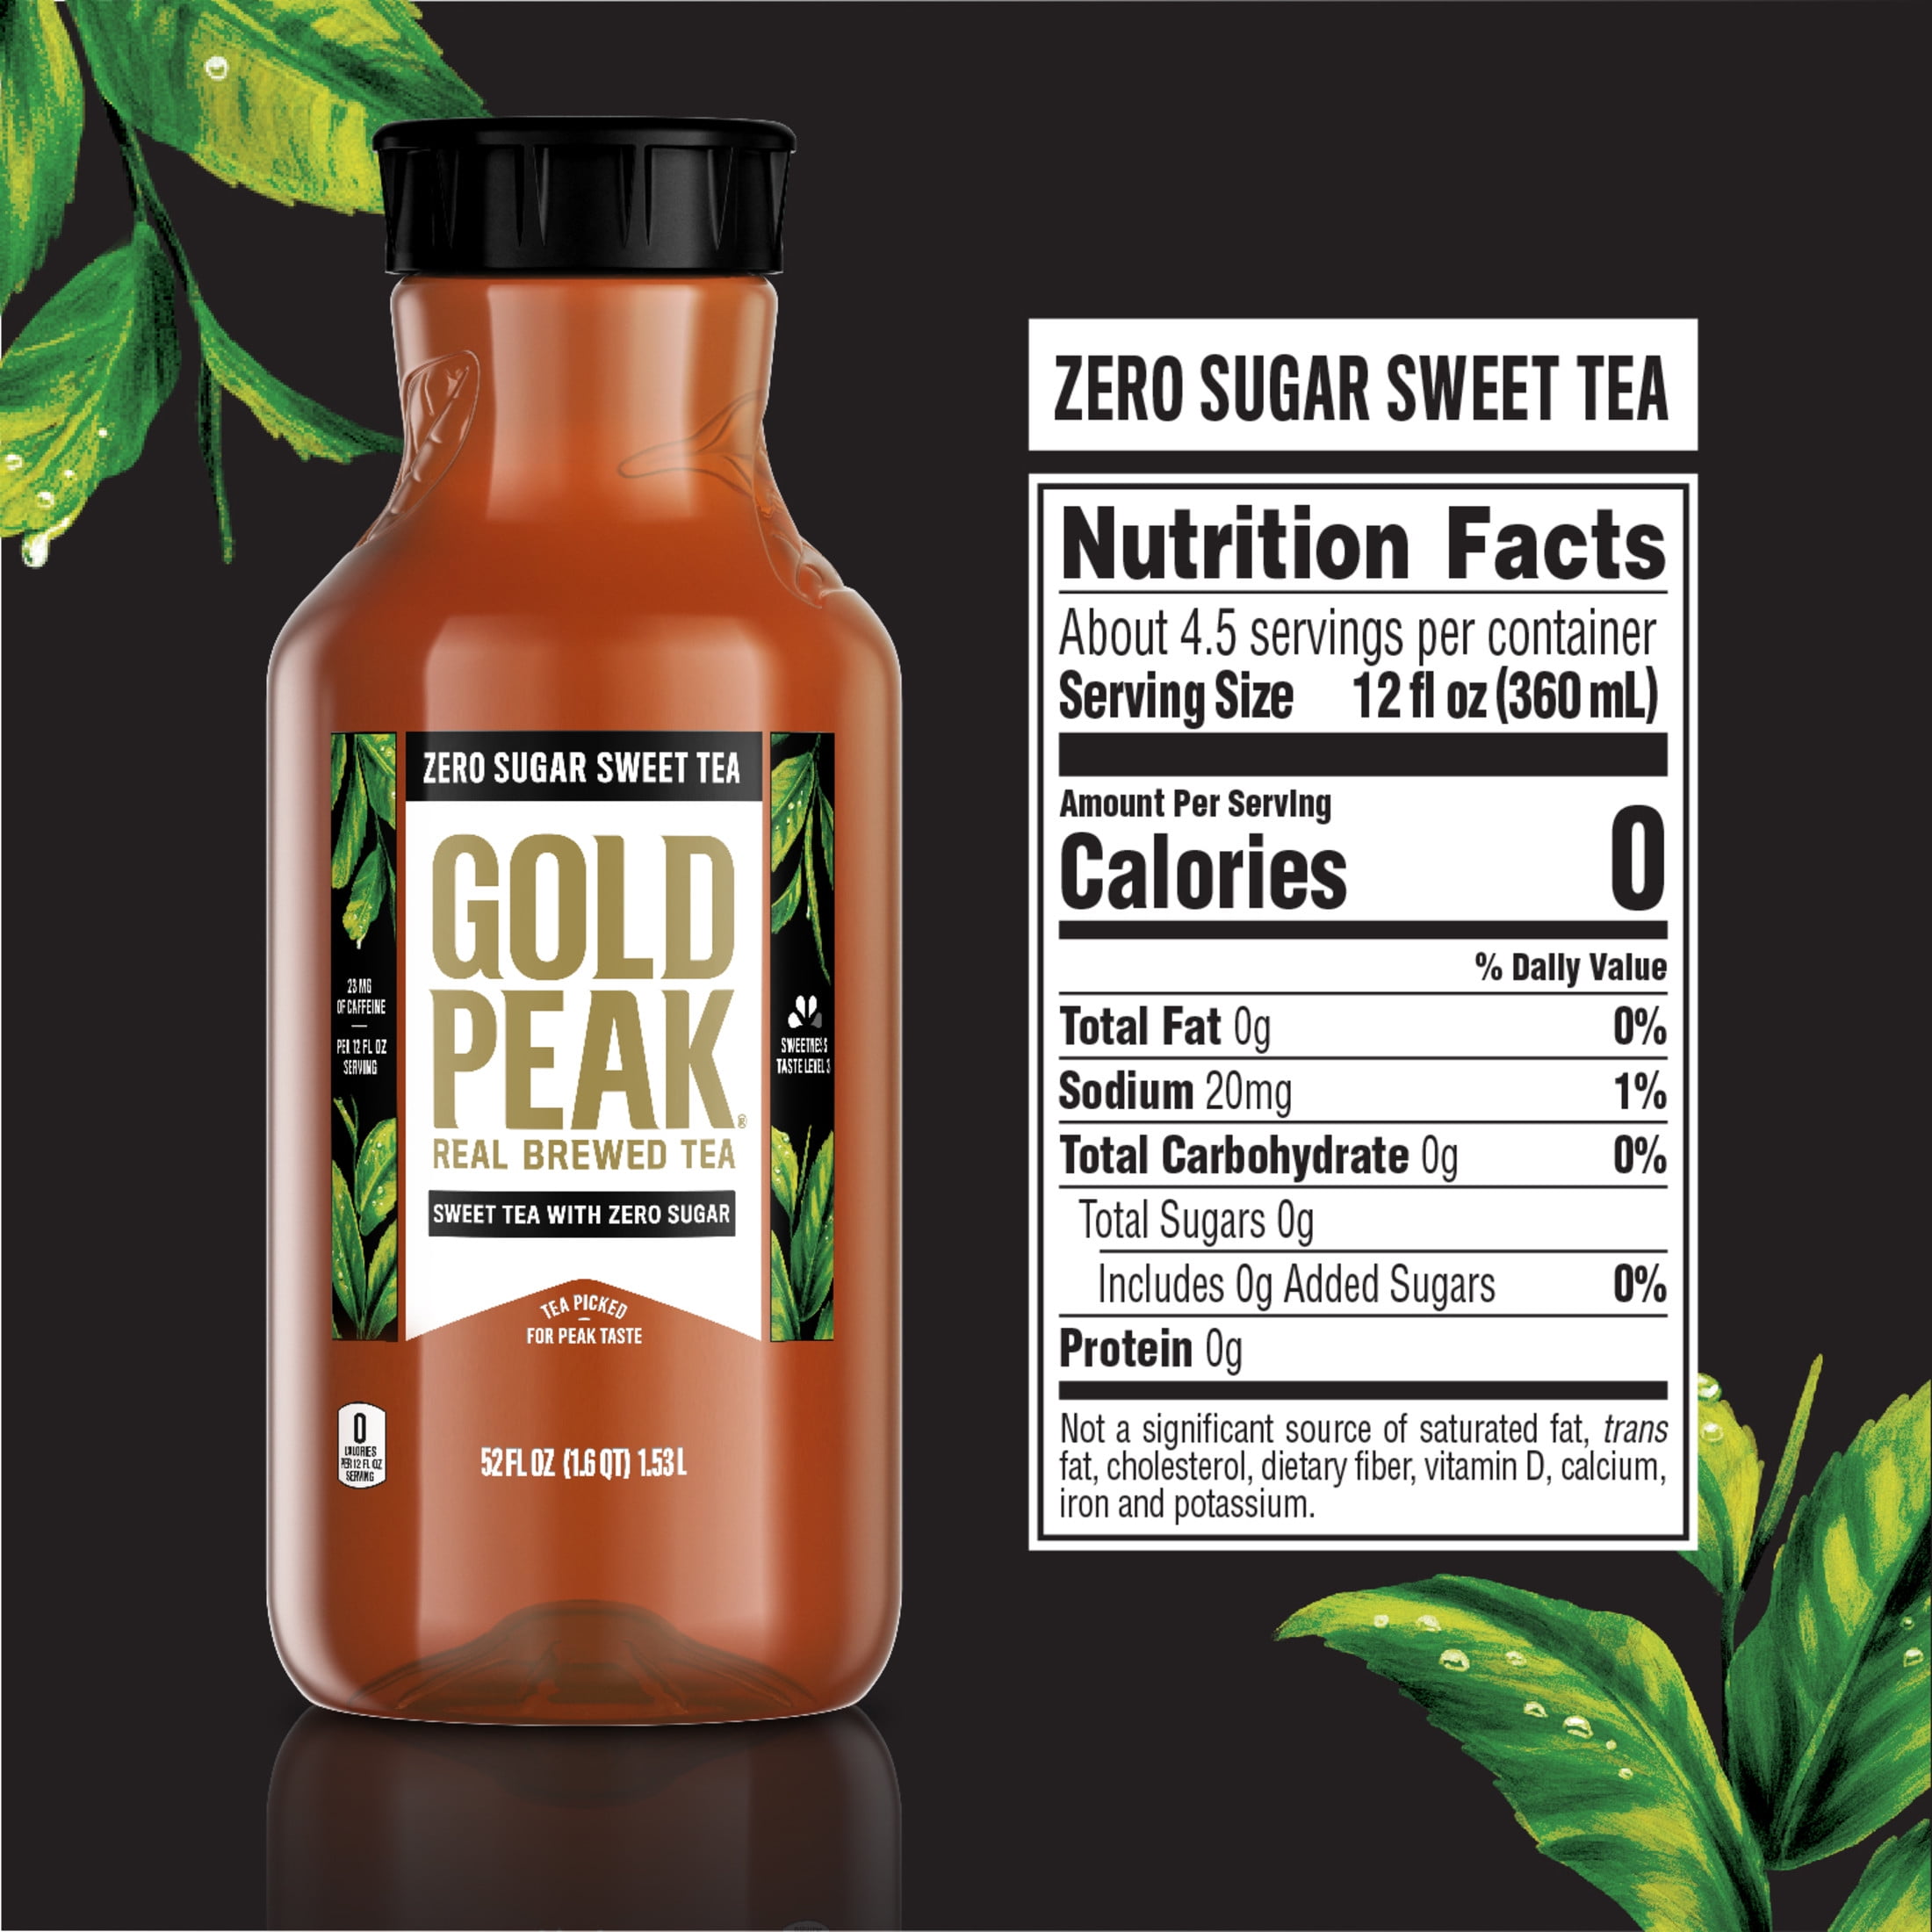 ZERO SUGAR SWEET TEA
GOLD
PEAK®
REAL BREWED TEA
SWEET TEA WITH ZERO SUGAR
TEA PICKED
FOR PEAK TASTE
23 MG
OF CAFFEINE
PER 12 FL OZ
SERVING
SWEETNESS
TASTE LEVEL 3
0
CALORIES
PER 12 FL OZ
SERVING
52 FL OZ (1.6 QT) 1.53 L
ZERO SUGAR SWEET TEA
Nutrition Facts
About 4.5 servings per container
Serving Size 12 fl oz (360 mL)
Amount Per Serving
Calories 0
% Daily Value
Total Fat 0g 0%
Sodium 20mg 1%
Total Carbohydrate 0g 0%
Total Sugars 0g
Includes 0g Added Sugars 0%
Protein 0g
Not a significant source of saturated fat, trans
fat, cholesterol, dietary fiber, vitamin D, calcium,
iron and potassium.